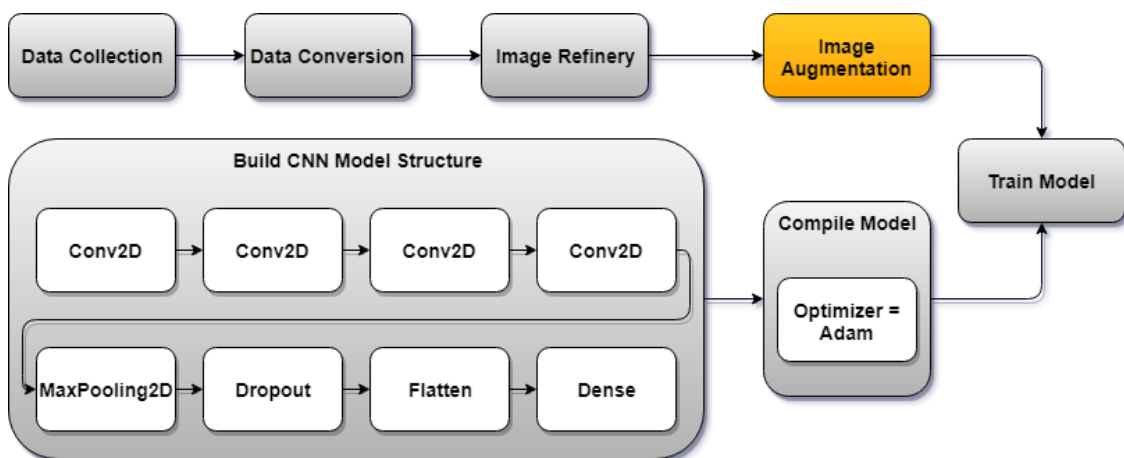 Data Collection
Data Conversion
Image Refinery
Image
Augmentation
Build CNN Model Structure
Conv2D
Conv2D
Conv2D
Conv2D
MaxPooling2D
Dropout
Flatten
Dense
Compile Model
Optimizer =
Adam
Train Model